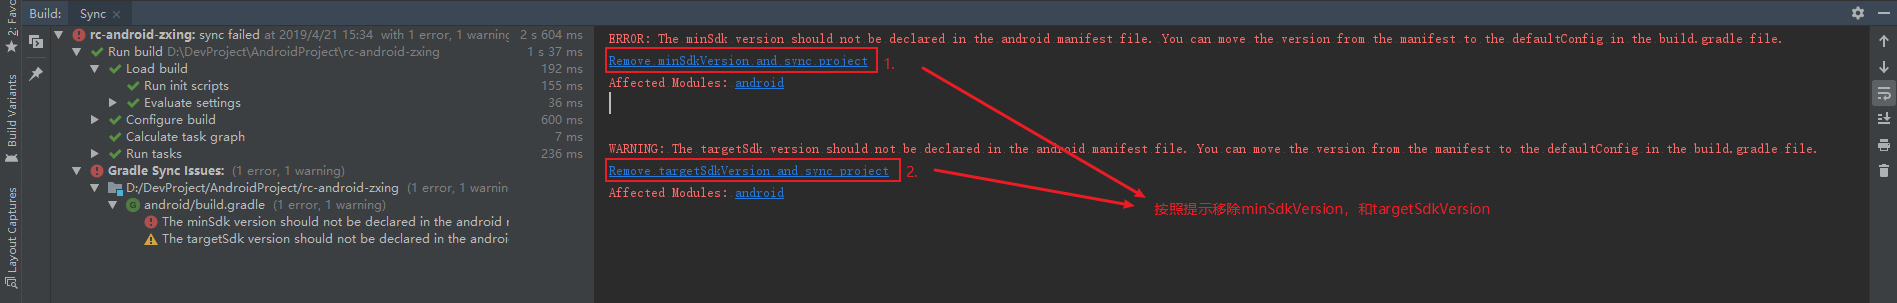 Build: Sync ×
rc-android-zxing: sync failed at 2019/4/21 15:34 with 1 error, 1 warning 2 s 604 ms
Run build D:\DevProject\AndroidProject\rc-android-zxing 1 s 37 ms
Load build 192 ms
Run init scripts 155 ms
Evaluate settings 36 ms
Configure build 600 ms
Calculate task graph 7 ms
Run tasks 236 ms
Gradle Sync Issues: (1 error, 1 warning)
D:/DevProject/AndroidProject/rc-android-zxing (1 error, 1 warnin
android/build.gradle (1 error, 1 warning)
The minSdk version should not be declared in the android
The targetSdk version should not be declared in the androi
ERROR: The minSdk version should not be declared in the android manifest file. You can move the version from the manifest to the defaultConfig in the build.gradle file.
Remove minSdkVersion and sync project 1.
Affected Modules: android
WARNING: The targetSdk version should not be declared in the android manifest file. You can move the version from the manifest to the defaultConfig in the build.gradle file.
Remove targetSdkVersion and sync project 2.
Affected Modules: android
按照提示移除minSdkVersion，和targetSdkVersion
2: Favo
Build Variants
Layout Captures